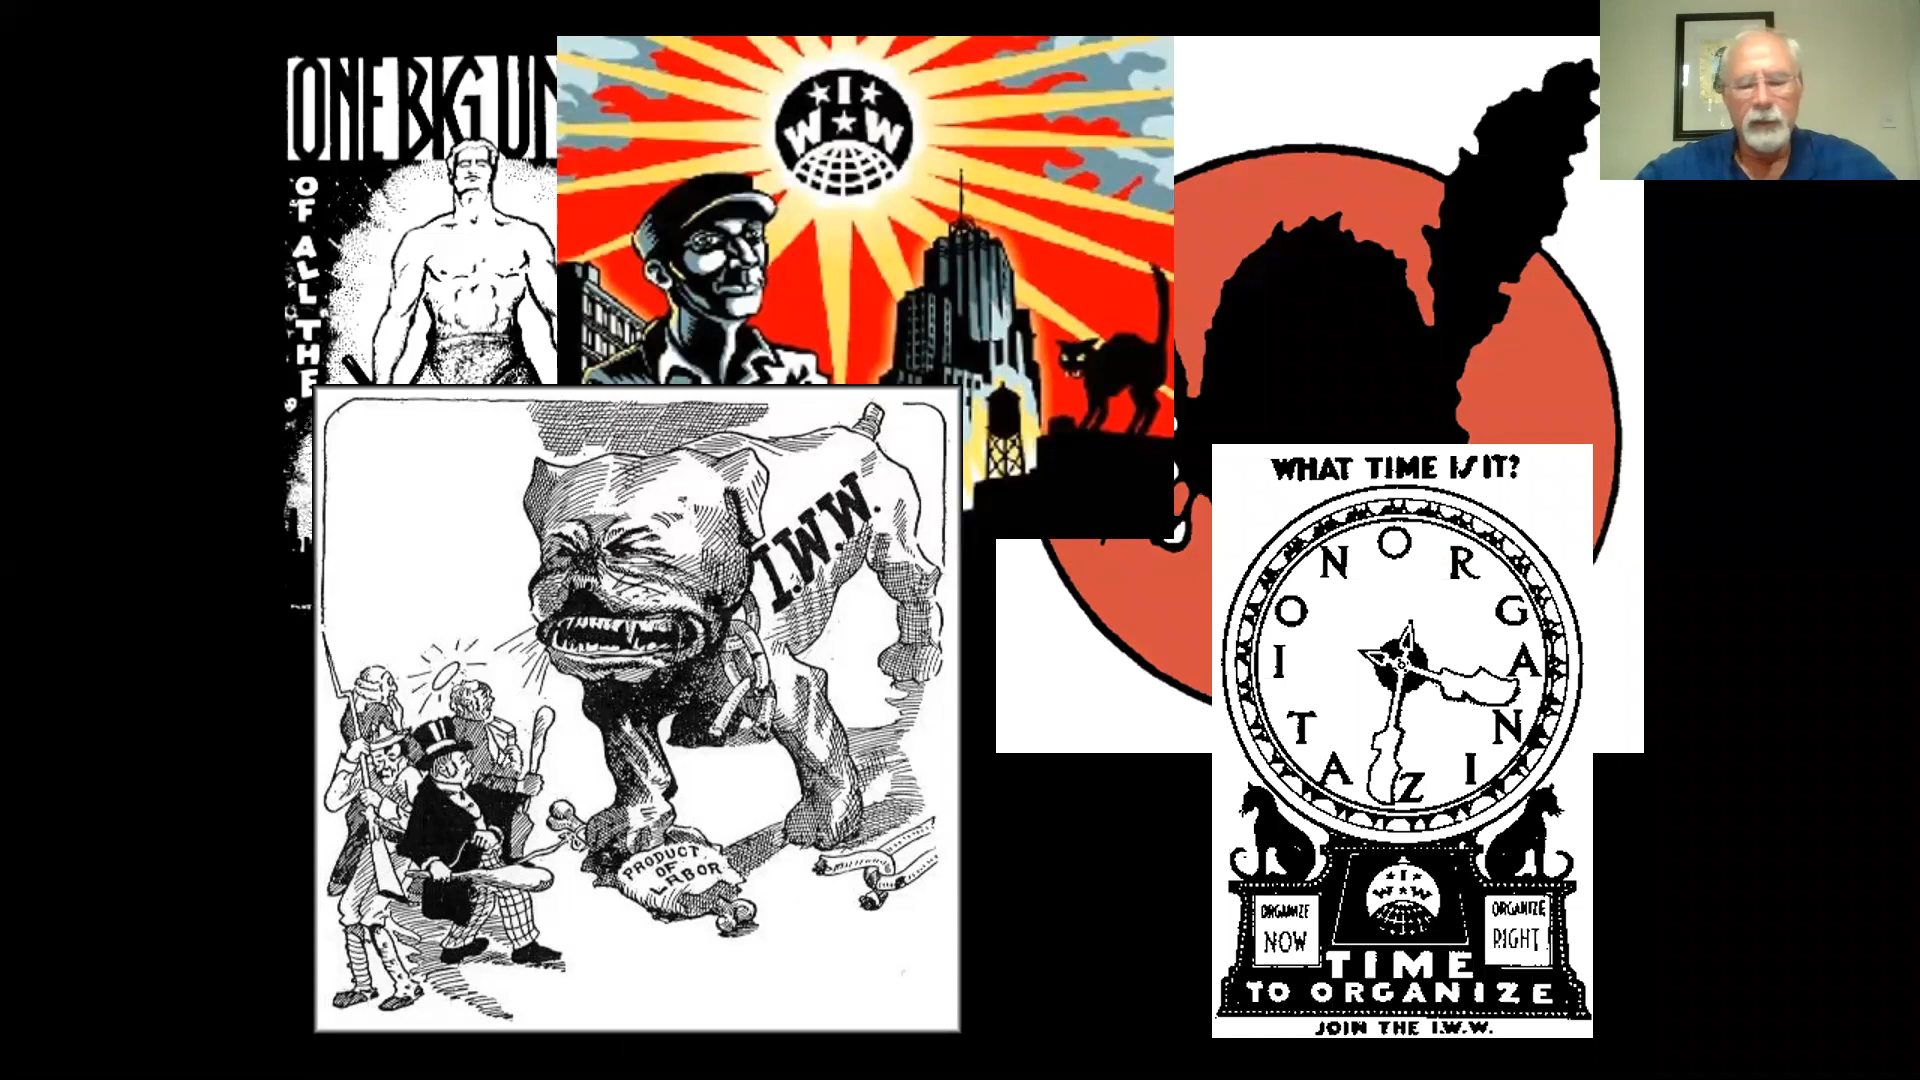 ONE BIG UN
OF ALL THE
I
W W
I.W.W.
PRODUCT
OF
LABOR
WHAT TIME IS IT?
ORGANIZATION
I
W W
ORGANIZE
NOW
ORGANIZE
RIGHT
TIME
TO ORGANIZE
JOIN THE I.W.W.